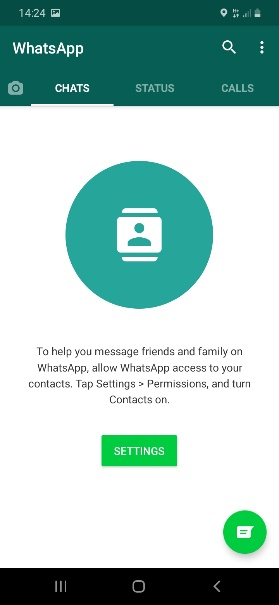 14:24
WhatsApp
CHATS STATUS CALLS
To help you message friends and family on
WhatsApp, allow WhatsApp access to your
contacts. Tap Settings > Permissions, and turn
Contacts on.
SETTINGS